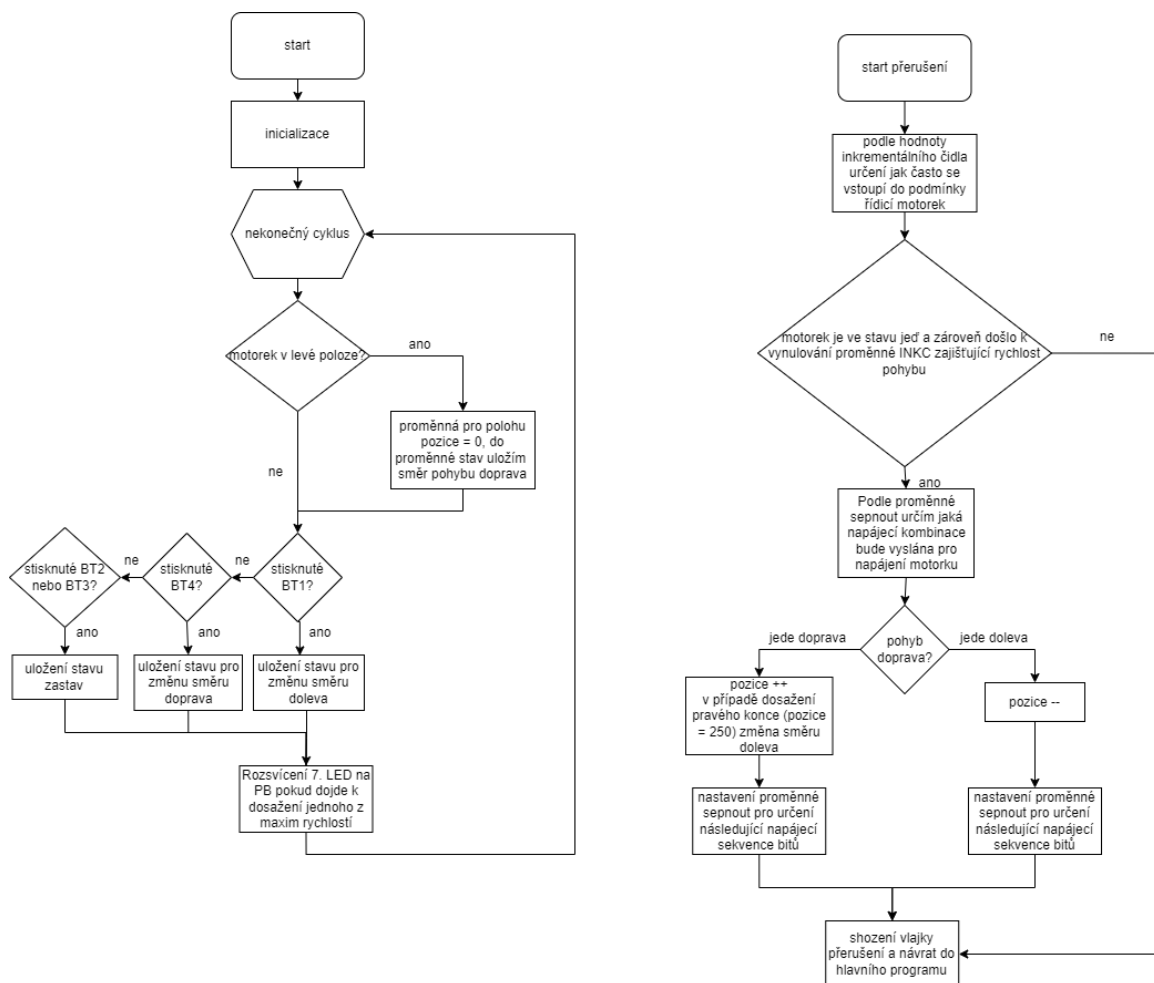 start
inicializace
nekonečný cyklus
motorek v levé poloze?
ano
proměnná pro polohu
pozice = 0, do
proměnné stav uložím
směr pohybu doprava
ne
stisknuté
BT1?
ne
stisknuté
BT4?
ne
stisknuté BT2
nebo BT3?
ano
ano
ano
uložení stavu
zastav
uložení stavu pro
změnu směru
doprava
uložení stavu pro
změnu směru
doleva
Rozsvícení 7. LED na
PB pokud dojde k
dosažení jednoho z
maxim rychlostí
start přerušení
podle hodnoty
inkrementálního čidla
určení jak často se
vstoupí do podmínky
řídicí motorek
motorek je ve stavu jeď a zároveň došlo k
vynulování proměnné INKC zajišťující rychlost
pohybu
ne
ano
Podle proměnné
sepnout určím jaká
napájecí kombinace
bude vyslána pro
napájení motorku
pohyb
doprava?
jede doprava
jede doleva
pozice ++
v případě dosažení
pravého konce (pozice
= 250) změna směru
doleva
pozice --
nastavení proměnné
sepnout pro určení
následující napájecí
sekvence bitů
nastavení proměnné
sepnout pro určení
následující napájecí
sekvence bitů
shození vlajky
přerušení a návrat do
hlavního programu